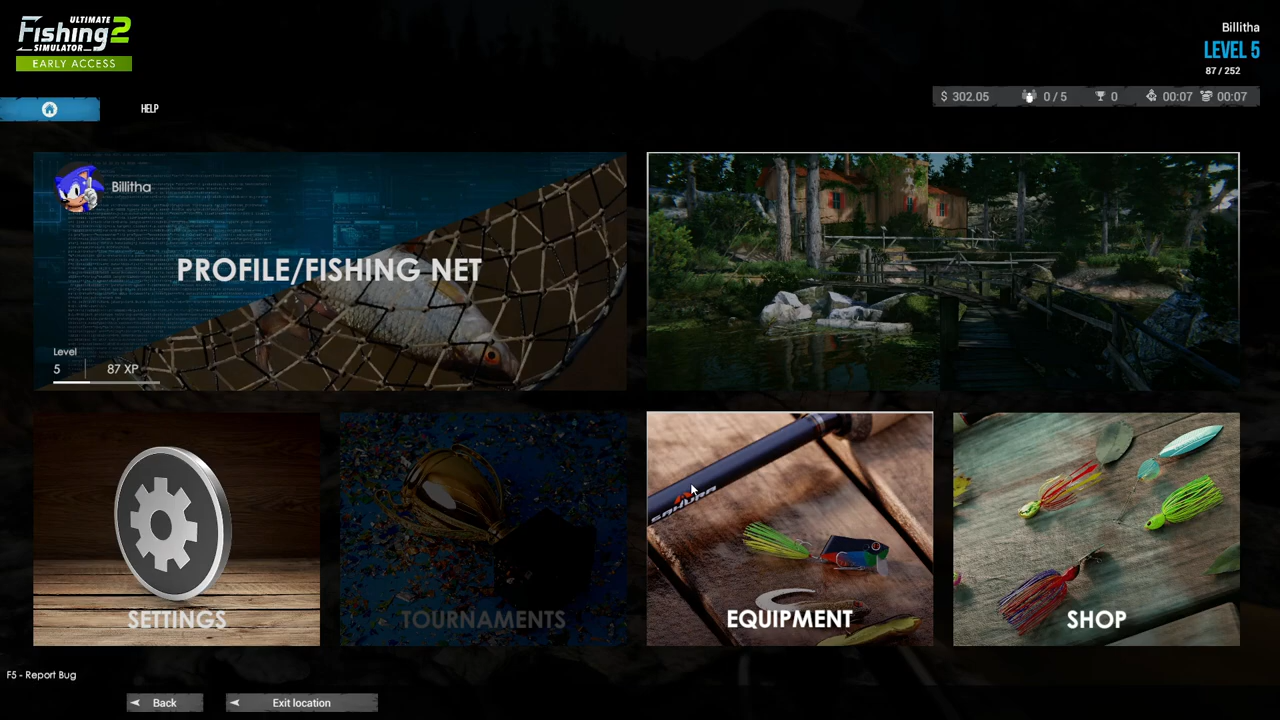 ULTIMATE
Fishing 2
SIMULATOR
EARLY ACCESS
Billitha
LEVEL 5
87 / 252
$ 302.05
0 / 5
0
00:07
00:07
HELP
Billitha
PROFILE/FISHING NET
Level
5
87 XP
SAKURA
SETTINGS
TOURNAMENTS
EQUIPMENT
SHOP
F5 - Report Bug
Back
Exit location